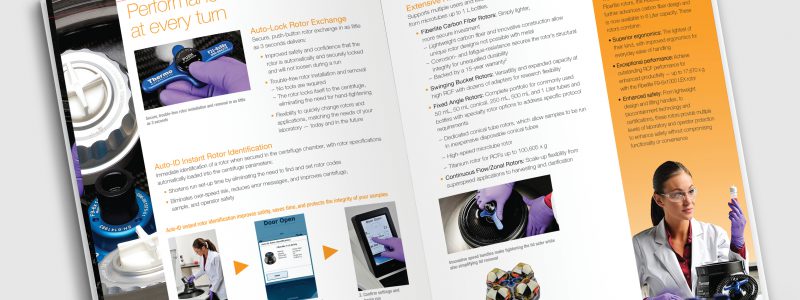 Performance
at every turn
Auto-Lock Rotor Exchange
Secure, push-button rotor exchange in as little
as 3 seconds delivers:
• Improved safety and confidence that the
rotor is automatically and securely locked
and will not loosen during a run
• Trouble-free rotor installation and removal
– No tools are required
– The rotor locks itself to the centrifuge,
eliminating the need for hand-tightening
• Flexibility to quickly change rotors and
applications, matching the needs of your
laboratory — today and in the future
Thermo
Secure, trouble-free rotor installation and removal in as little
as 3 seconds
Auto-ID Instant Rotor Identification
Immediate identification of a rotor when secured in the centrifuge chamber, with rotor specifications
automatically loaded into the centrifuge parameters:
• Shortens run set-up time by eliminating the need to find and set rotor codes
• Eliminates over-speed risk, reduces error messages, and improves centrifuge,
sample, and operator safety
Auto-ID instant rotor identification improves safety, saves time, and protects the integrity of your samples.
Door Open
3. Confirm settings and
Extensive
Supports multiple users and
from microtubes up to 1 L bottles
• Fiberlite Carbon Fiber Rotors: Simply lighter,
more secure
– Lightweight carbon fiber and innovative construction allow
unique rotor designs not possible with metal
– Corrosion- and fatigue-resistance secures the rotor's structural
integrity for unequalled durability
– Backed by a 15-year warranty
• Swinging Bucket Rotors: Versatility and expanded capacity of
high RCF with dozens of adapters for research flexibility
• Fixed Angle Rotors: Complete portfolio for commonly used
50 mL, 50 mL conical, 250 mL, 500 mL and 1 Liter tubes and
bottles with specialty rotor options to address specific protocol
requirements
– Dedicated conical tube rotors, which allow samples to be run
in inexpensive disposable conical tubes
– High-speed microtube rotor
– Titanium rotor for RCFs up to 100,600 x g
• Continuous Flow/Zonal Rotors: Scale-up flexibility from
superspeed applications to harvesting and clarification
Innovative speed handles make tightening the lid safer while
also simplifying lid removal
Fiberlite rotors, the
further advances carbon fiber design and
is now available in 6 Liter capacity. These
rotors combine:
• Superior ergonomics: The lightest of
their kind, with improved ergonomics for
everyday ease of handling
• Exceptional performance: Achieve
outstanding RCF performance for
enhanced productivity — up to
with the Fiberlite LEX rotor
• Enhanced safety: From lightweight
design and lifting handles, to
biocontainment technology and
certifications, these rotors provide multiple
levels of laboratory and operator protection
to enhance safety without compromising
functionality or convenience